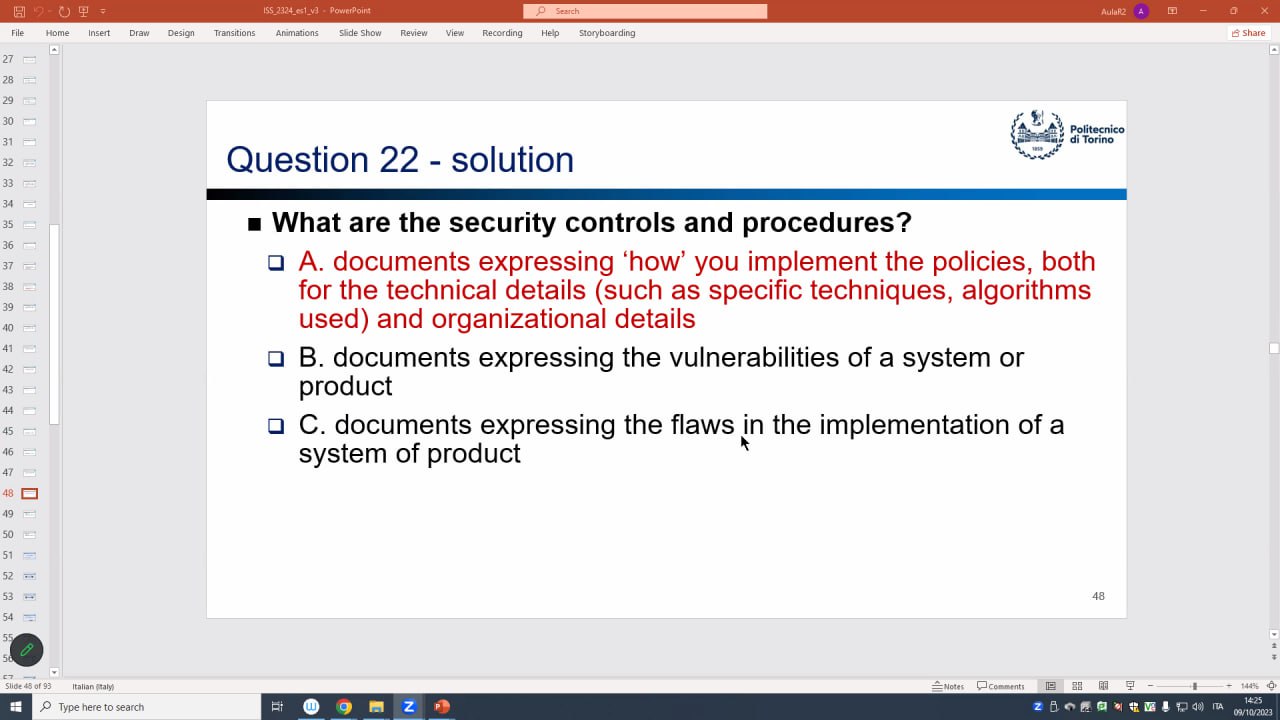 ISS_2324_es1_v3 - PowerPoint
Search
AulaR2
A
File Home Insert Draw Design Transitions Animations Slide Show Review View Recording Help Storyboarding
Share
27
28
29
30
31
32
33
34
35
36
37
38
39
40
41
42
43
44
45
46
47
48
49
50
51
52
53
54
55
Politecnico
di Torino
1859
Question 22 - solution
What are the security controls and procedures?
A. documents expressing ‘how’ you implement the policies, both
for the technical details (such as specific techniques, algorithms
used) and organizational details
B. documents expressing the vulnerabilities of a system or
product
C. documents expressing the flaws in the implementation of a
system of product
48
Slide 48 of 93 Italian (Italy)
Notes Comments 144%
Type here to search
ITA
14:25
09/10/2023